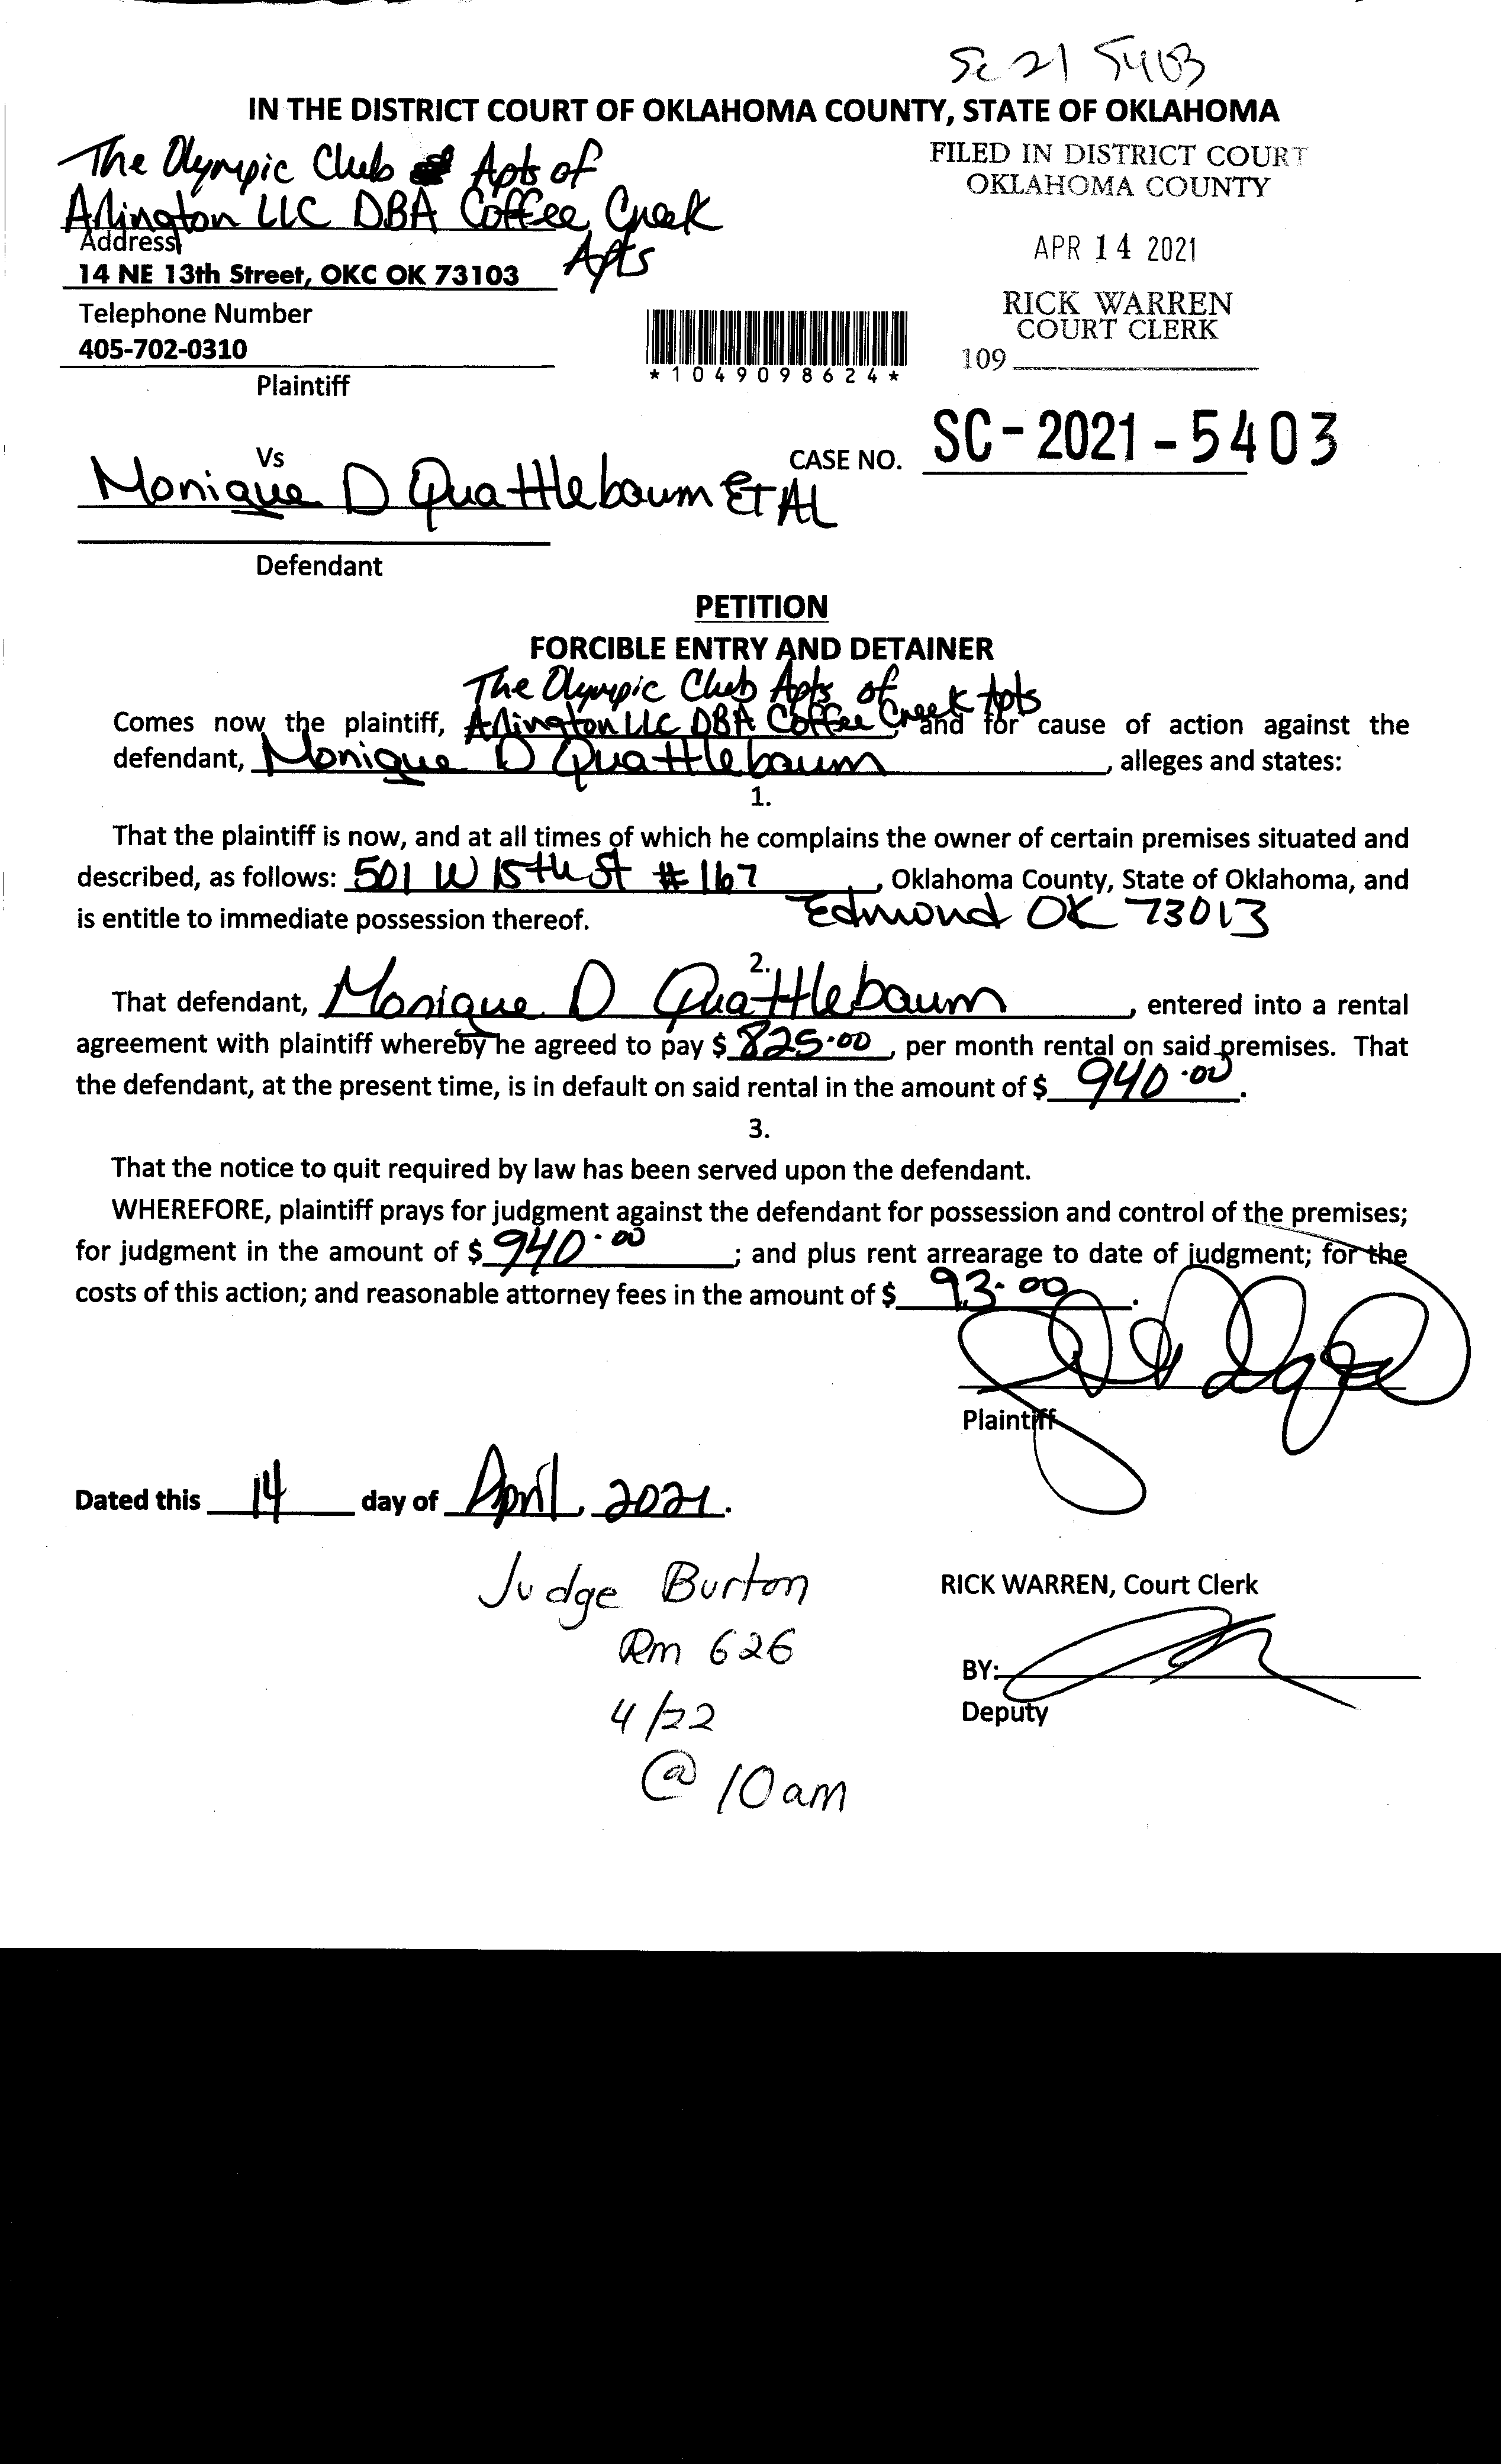 Sc 21 5403
IN THE DISTRICT COURT OF OKLAHOMA COUNTY, STATE OF OKLAHOMA
The Olympic Club Apts of
Arlington LLC DBA Coffee Creek
Apts
Address
14 NE 13th Street, OKC OK 73103
Telephone Number
405-702-0310
Plaintiff
FILED IN DISTRICT COURT
OKLAHOMA COUNTY
APR 14 2021
RICK WARREN
COURT CLERK
109
*1049098624*
Vs
CASE NO. SC-2021-5403
Monique D Quattlebaum ET AL
Defendant
PETITION
FORCIBLE ENTRY AND DETAINER
The Olympic Club Apts of
Comes now the plaintiff, Arlington LLC DBA Coffee Creek Apts, and for cause of action against the
defendant, Monique D Quattlebaum, alleges and states:
1.
That the plaintiff is now, and at all times of which he complains the owner of certain premises situated and
described, as follows: 501 W 15th St # 167, Oklahoma County, State of Oklahoma, and
is entitle to immediate possession thereof. Edmond OK 73013
2.
That defendant, Monique D Quattlebaum, entered into a rental
agreement with plaintiff whereby he agreed to pay $ 825.00, per month rental on said premises. That
the defendant, at the present time, is in default on said rental in the amount of $ 940.00.
3.
That the notice to quit required by law has been served upon the defendant.
WHEREFORE, plaintiff prays for judgment against the defendant for possession and control of the premises;
for judgment in the amount of $ 940.00; and plus rent arrearage to date of judgment; for the
costs of this action; and reasonable attorney fees in the amount of $ 93.00.
Plaintiff
Dated this 14 day of April, 2021.
Judge Burton
Rm 626
4/22
@ 10am
RICK WARREN, Court Clerk
BY:
Deputy